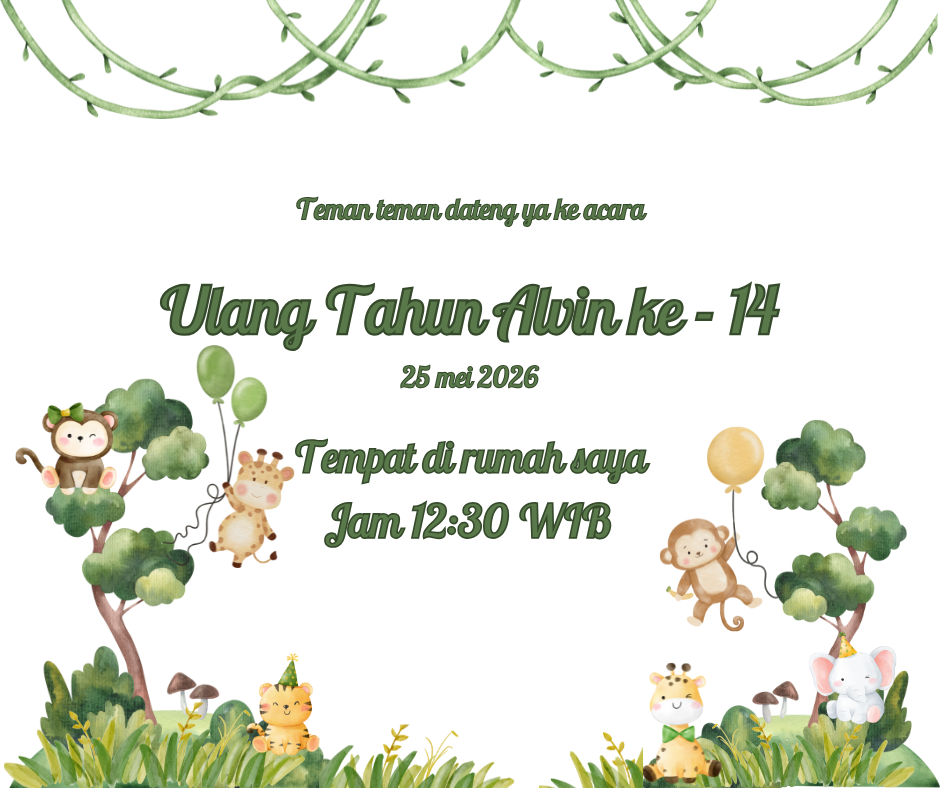 Teman teman dateng ya ke acara
Ulang Tahun Alvin ke - 14
25 mei 2026
Tempat di rumah saya
Jam 12:30 WIB